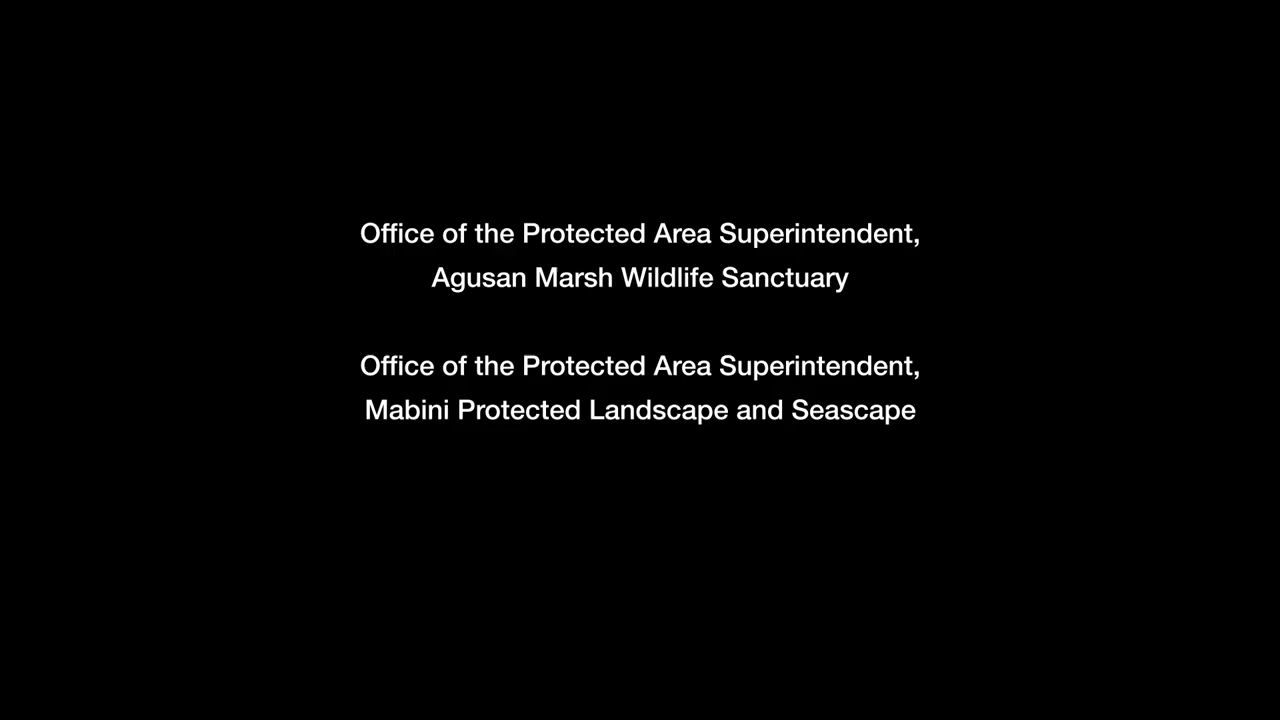 Office of the Protected Area Superintendent,
Agusan Marsh Wildlife Sanctuary
Office of the Protected Area Superintendent,
Mabini Protected Landscape and Seascape